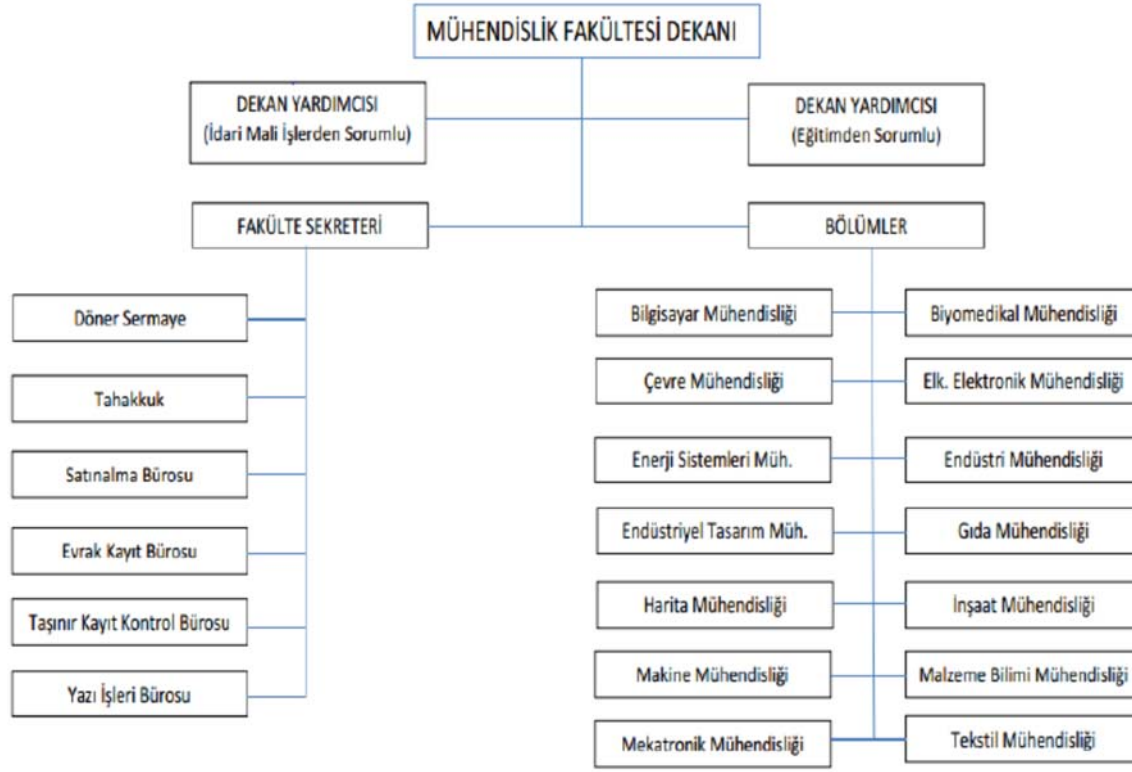 MÜHENDİSLİK FAKÜLTESİ DEKANI
DEKAN YARDIMCISI
(İdari Mali İşlerden Sorumlu)
DEKAN YARDIMCISI
(Eğitimden Sorumlu)
FAKÜLTE SEKRETERİ
BÖLÜMLER
Döner Sermaye
Tahakkuk
Satınalma Bürosu
Evrak Kayıt Bürosu
Taşınır Kayıt Kontrol Bürosu
Yazı İşleri Bürosu
Bilgisayar Mühendisliği
Biyomedikal Mühendisliği
Çevre Mühendisliği
Elk. Elektronik Mühendisliği
Enerji Sistemleri Müh.
Endüstri Mühendisliği
Endüstriyel Tasarım Müh.
Gıda Mühendisliği
Harita Mühendisliği
İnşaat Mühendisliği
Makine Mühendisliği
Malzeme Bilimi Mühendisliği
Mekatronik Mühendisliği
Tekstil Mühendisliği